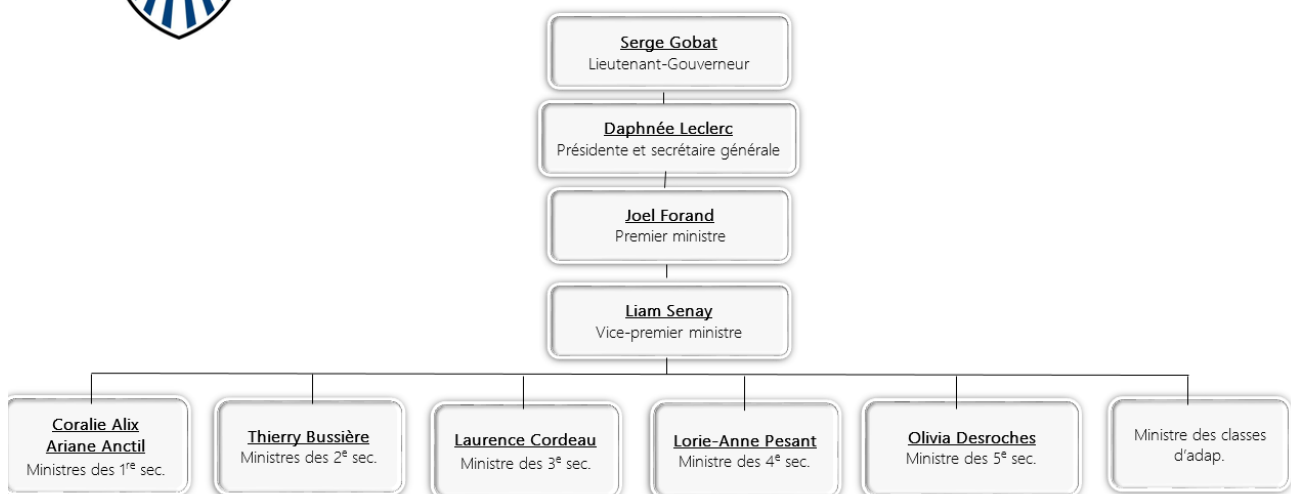 Serge Gobat
Lieutenant-Gouverneur
Daphnée Leclerc
Présidente et secrétaire générale
Joel Forand
Premier ministre
Liam Senay
Vice-premier ministre
Coralie Alix
Ariane Anctil
Ministres des 1re sec.
Thierry Bussière
Ministres des 2e sec.
Laurence Cordeau
Ministre des 3e sec.
Lorie-Anne Pesant
Ministre des 4e sec.
Olivia Desroches
Ministre des 5e sec.
Ministre des classes
d'adap.